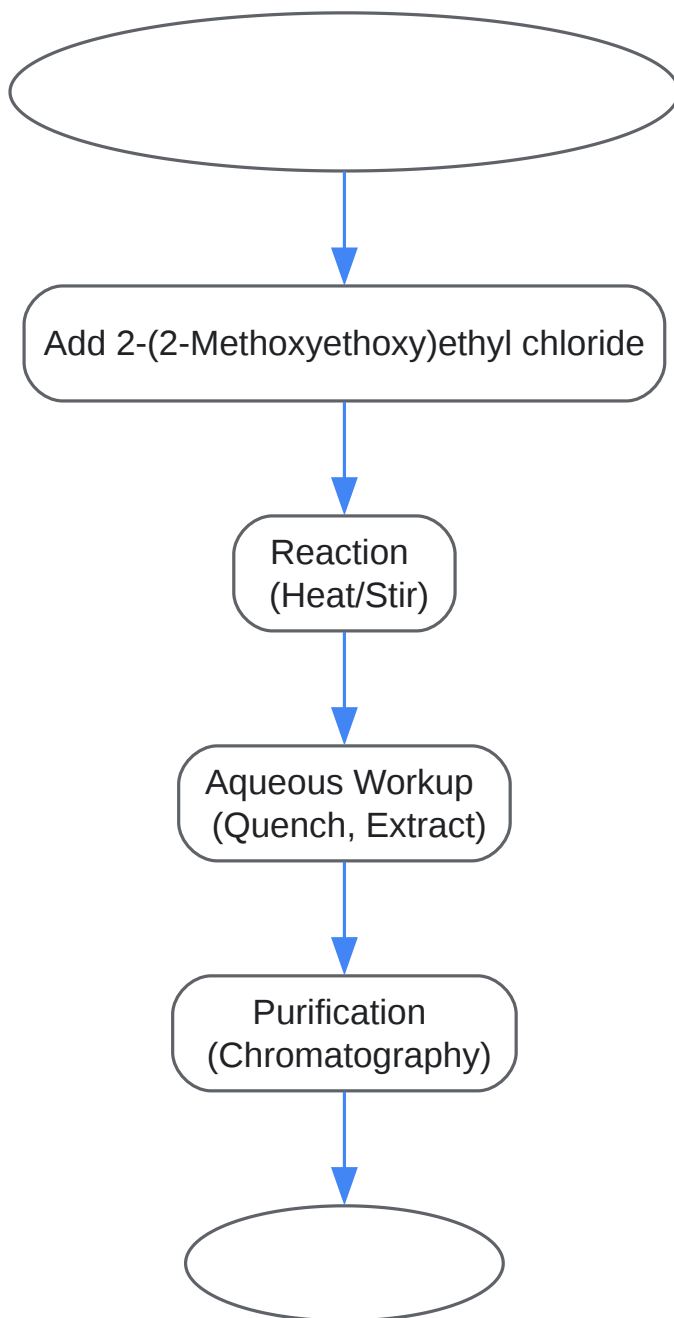 Add 2-(2-Methoxyethoxy)ethyl chloride
Reaction
(Heat/Stir)
Aqueous Workup
(Quench, Extract)
Purification
(Chromatography)